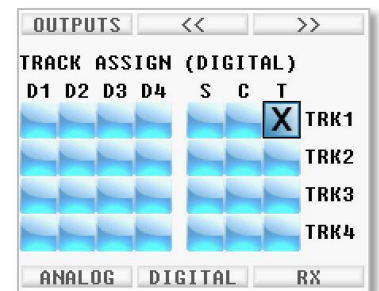 OUTPUTS << >>
TRACK ASSIGN (DIGITAL)
D1 D2 D3 D4 S C T
X TRK1
TRK2
TRK3
TRK4
ANALOG DIGITAL RX